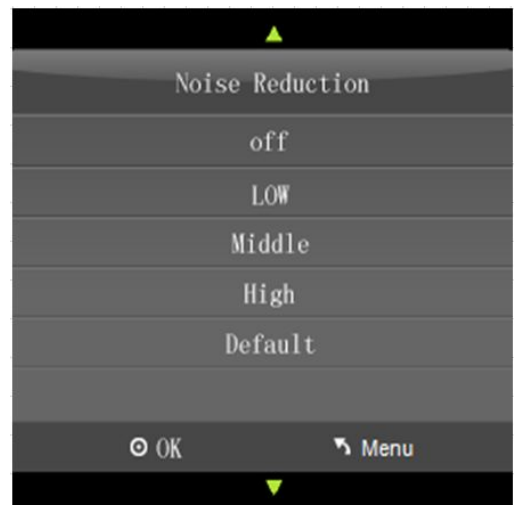 Noise Reduction
off
LOW
Middle
High
Default
OK Menu